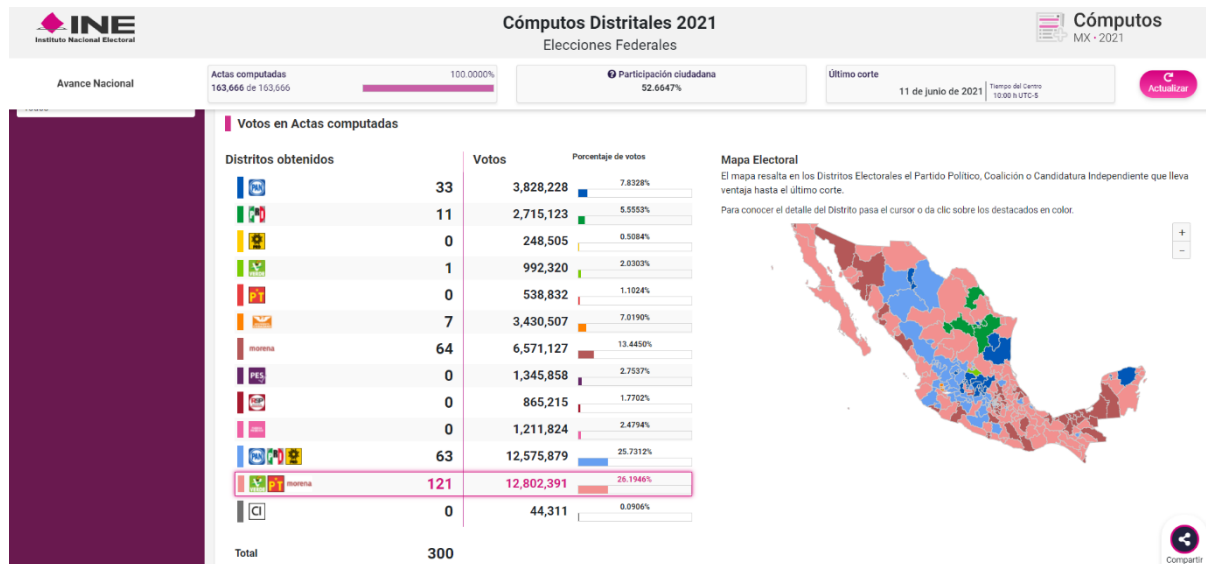 INE
Instituto Nacional Electoral
Cómputos Distritales 2021
Elecciones Federales
Cómputos
MX • 2021
Avance Nacional
Actas computadas 100.0000%
163,666 de 163,666
Participación ciudadana
52.6647%
Último corte
11 de junio de 2021 Tiempo del Centro
10:00 h UTC-5
Actualizar
Votos en Actas computadas
Distritos obtenidos Votos Porcentaje de votos
PAN 33 3,828,228 7.8328%
PRI 11 2,715,123 5.5553%
PRD 0 248,505 0.5084%
VERDE 1 992,320 2.0303%
PT 0 538,832 1.1024%
7 3,430,507 7.0190%
morena 64 6,571,127 13.4450%
PES 0 1,345,858 2.7537%
RSP 0 865,215 1.7702%
0 1,211,824 2.4794%
PAN PRI PRD 63 12,575,879 25.7312%
VERDE PT morena 121 12,802,391 26.1946%
CI 0 44,311 0.0906%
Total 300
Mapa Electoral
El mapa resalta en los Distritos Electorales el Partido Político, Coalición o Candidatura Independiente que lleva
ventaja hasta el último corte.
Para conocer el detalle del Distrito pasa el cursor o da clic sobre los destacados en color.
+
−
Compartir